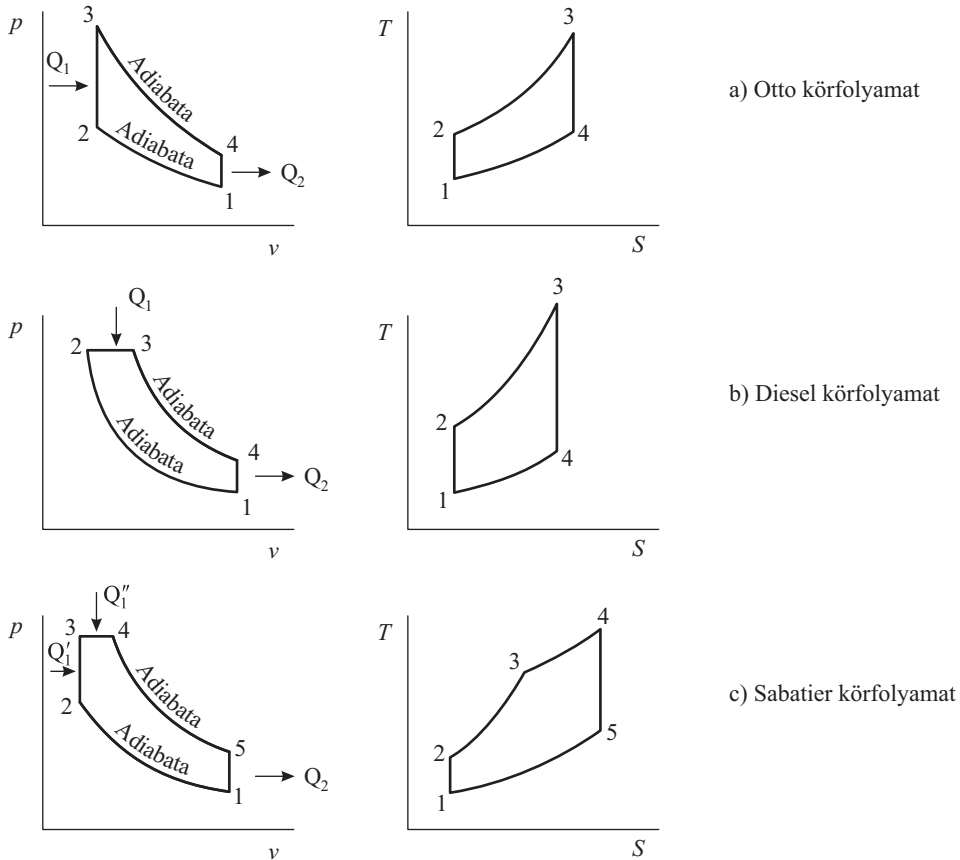 p
3
Q₁
Adiabata
Adiabata
2
4
Q₂
1
v
T
3
2
4
1
S
a) Otto körfolyamat
p
Q₁
2
3
Adiabata
Adiabata
4
Q₂
1
v
T
3
2
4
1
S
b) Diesel körfolyamat
p
Q₁″
3
4
Q₁′
2
Adiabata
Adiabata
5
Q₂
1
v
T
4
3
2
5
1
S
c) Sabatier körfolyamat